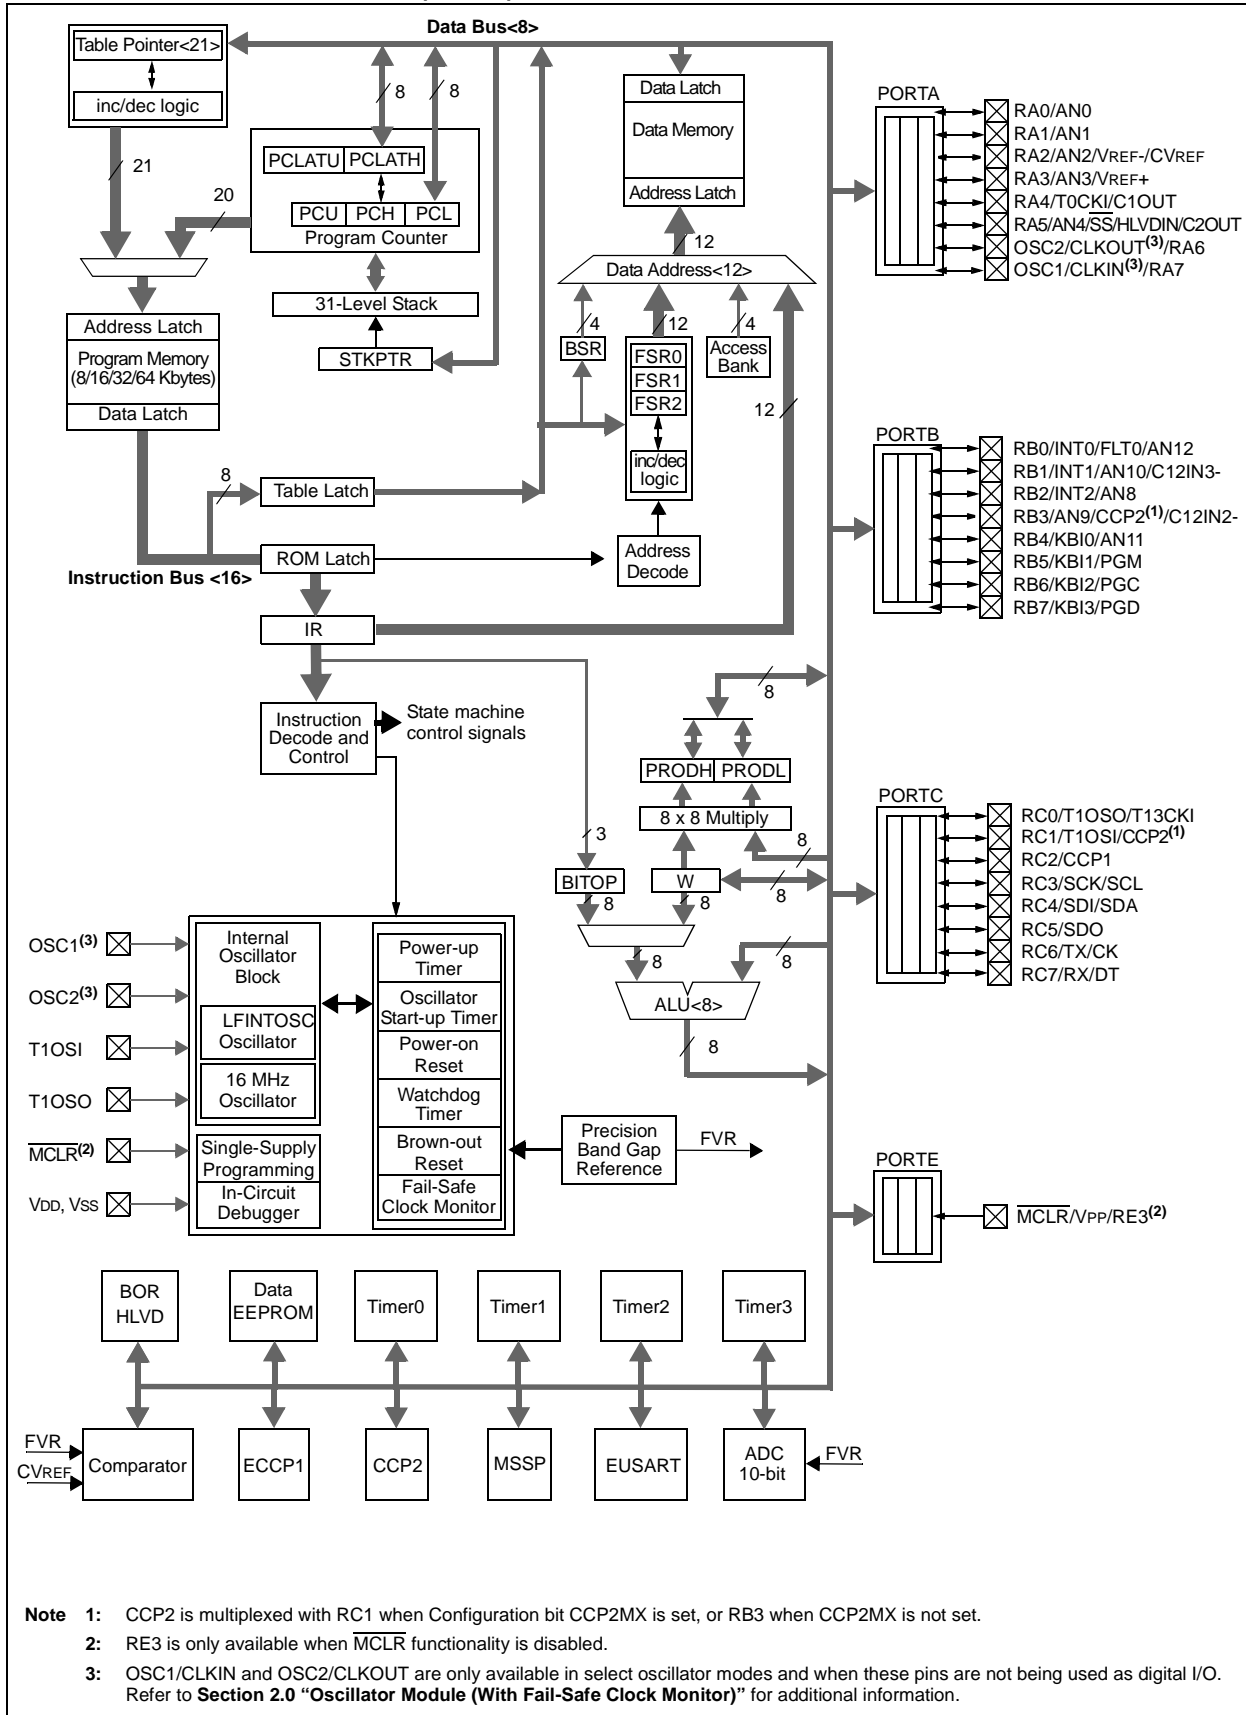 Data Bus<8>
Table Pointer<21>
inc/dec logic
21
20
8
8
PCLATU PCLATH
PCU PCH PCL
Program Counter
31-Level Stack
STKPTR
Address Latch
Program Memory
(8/16/32/64 Kbytes)
Data Latch
8
Instruction Bus <16>
Table Latch
ROM Latch
IR
Data Latch
Data Memory
Address Latch
12
Data Address<12>
4
12
4
BSR
FSR0
FSR1
FSR2
inc/dec
logic
Access
Bank
12
Address
Decode
Instruction
Decode and
Control
State machine
control signals
8
PRODH PRODL
8 x 8 Multiply
3
8
BITOP
W
8
8
8
8
8
ALU<8>
8
PORTA
RA0/AN0
RA1/AN1
RA2/AN2/VREF-/CVREF
RA3/AN3/VREF+
RA4/T0CKI/C1OUT
RA5/AN4/SS/HLVDIN/C2OUT
OSC2/CLKOUT(3)/RA6
OSC1/CLKIN(3)/RA7
PORTB
RB0/INT0/FLT0/AN12
RB1/INT1/AN10/C12IN3-
RB2/INT2/AN8
RB3/AN9/CCP2(1)/C12IN2-
RB4/KBI0/AN11
RB5/KBI1/PGM
RB6/KBI2/PGC
RB7/KBI3/PGD
PORTC
RC0/T1OSO/T13CKI
RC1/T1OSI/CCP2(1)
RC2/CCP1
RC3/SCK/SCL
RC4/SDI/SDA
RC5/SDO
RC6/TX/CK
RC7/RX/DT
PORTE
MCLR/VPP/RE3(2)
OSC1(3)
OSC2(3)
T1OSI
T1OSO
MCLR(2)
VDD, VSS
Internal
Oscillator
Block
LFINTOSC
Oscillator
16 MHz
Oscillator
Single-Supply
Programming
In-Circuit
Debugger
Power-up
Timer
Oscillator
Start-up Timer
Power-on
Reset
Watchdog
Timer
Brown-out
Reset
Fail-Safe
Clock Monitor
Precision
Band Gap
Reference
FVR
BOR
HLVD
Data
EEPROM
Timer0
Timer1
Timer2
Timer3
FVR
CVREF
Comparator
ECCP1
CCP2
MSSP
EUSART
ADC
10-bit
FVR
Note 1: CCP2 is multiplexed with RC1 when Configuration bit CCP2MX is set, or RB3 when CCP2MX is not set.
2: RE3 is only available when MCLR functionality is disabled.
3: OSC1/CLKIN and OSC2/CLKOUT are only available in select oscillator modes and when these pins are not being used as digital I/O.
Refer to Section 2.0 “Oscillator Module (With Fail-Safe Clock Monitor)” for additional information.